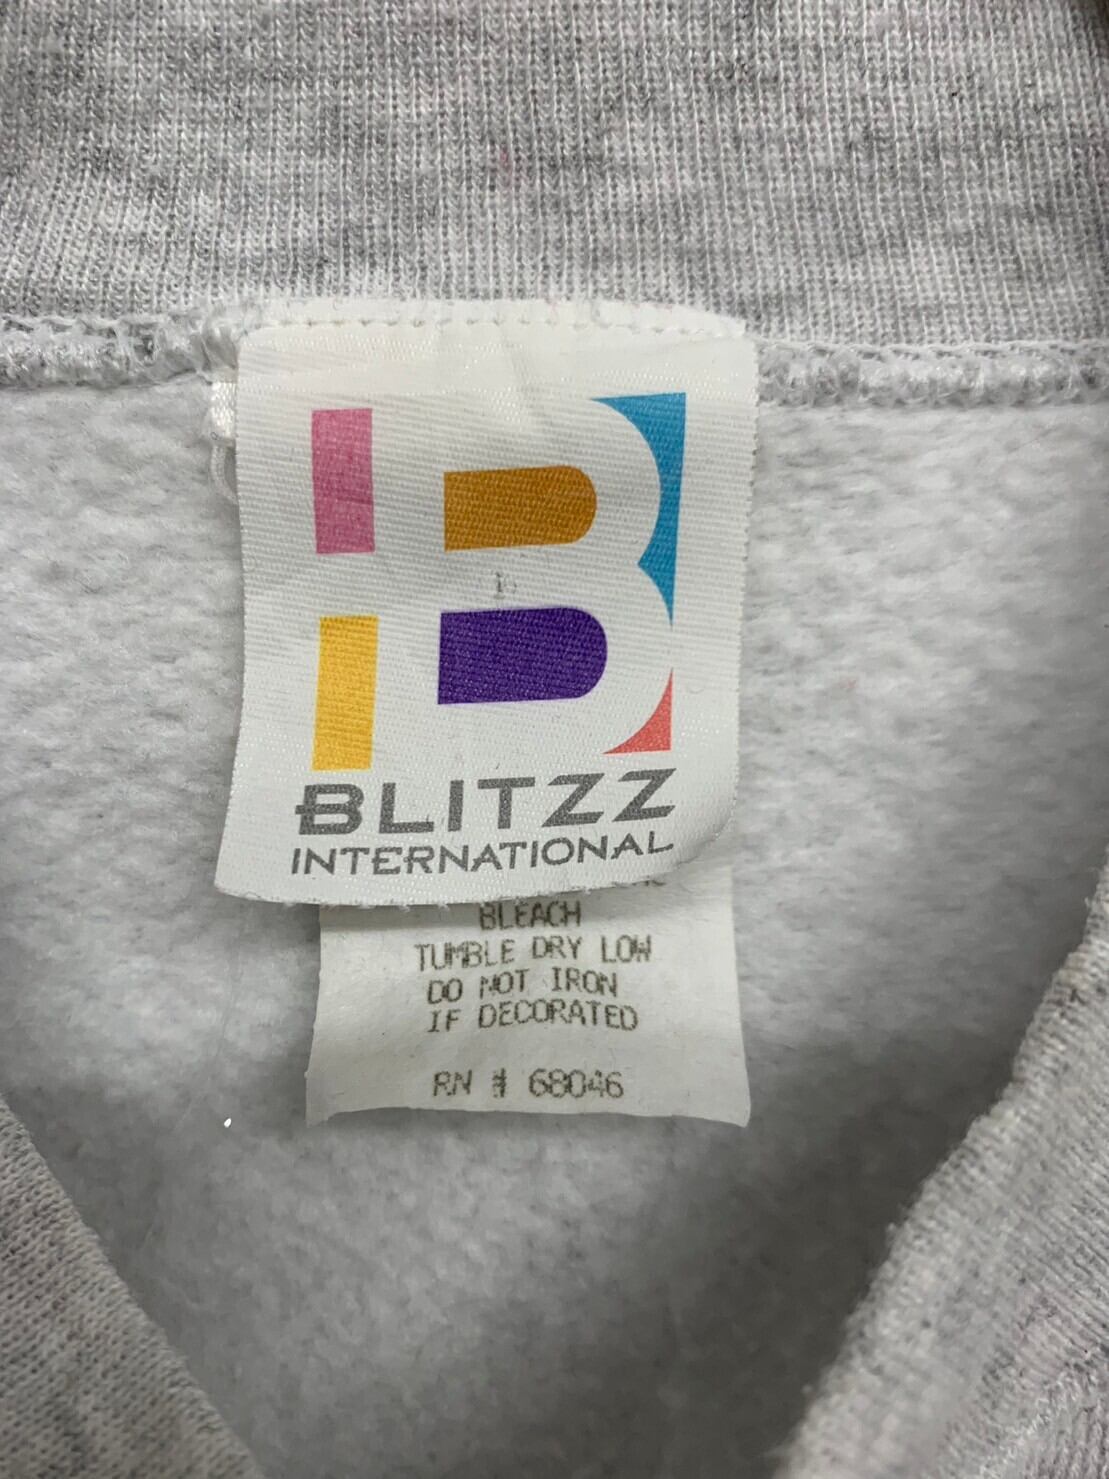 B
BLITZZ
INTERNATIONAL
BLEACH
TUMBLE DRY LOW
DO NOT IRON
IF DECORATED
RN # 68046